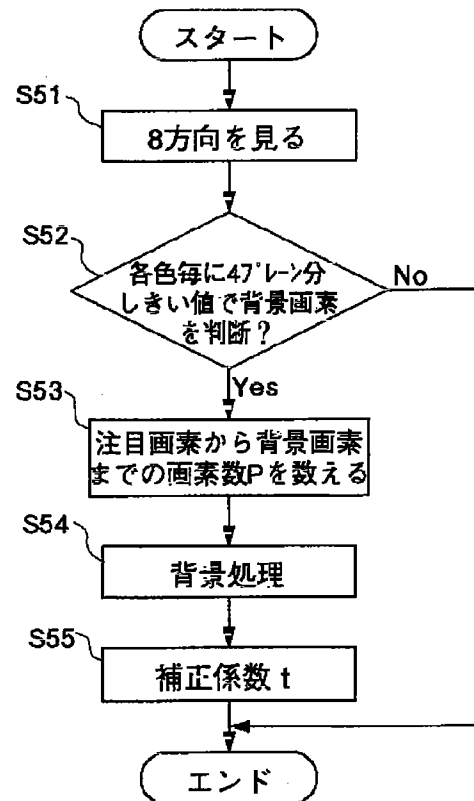 スタート
S51
8方向を見る
S52
各色毎に4プレーン分
しきい値で背景画素
を判断?
No
Yes
S53
注目画素から背景画素
までの画素数Pを数える
S54
背景処理
S55
補正係数 t
エンド